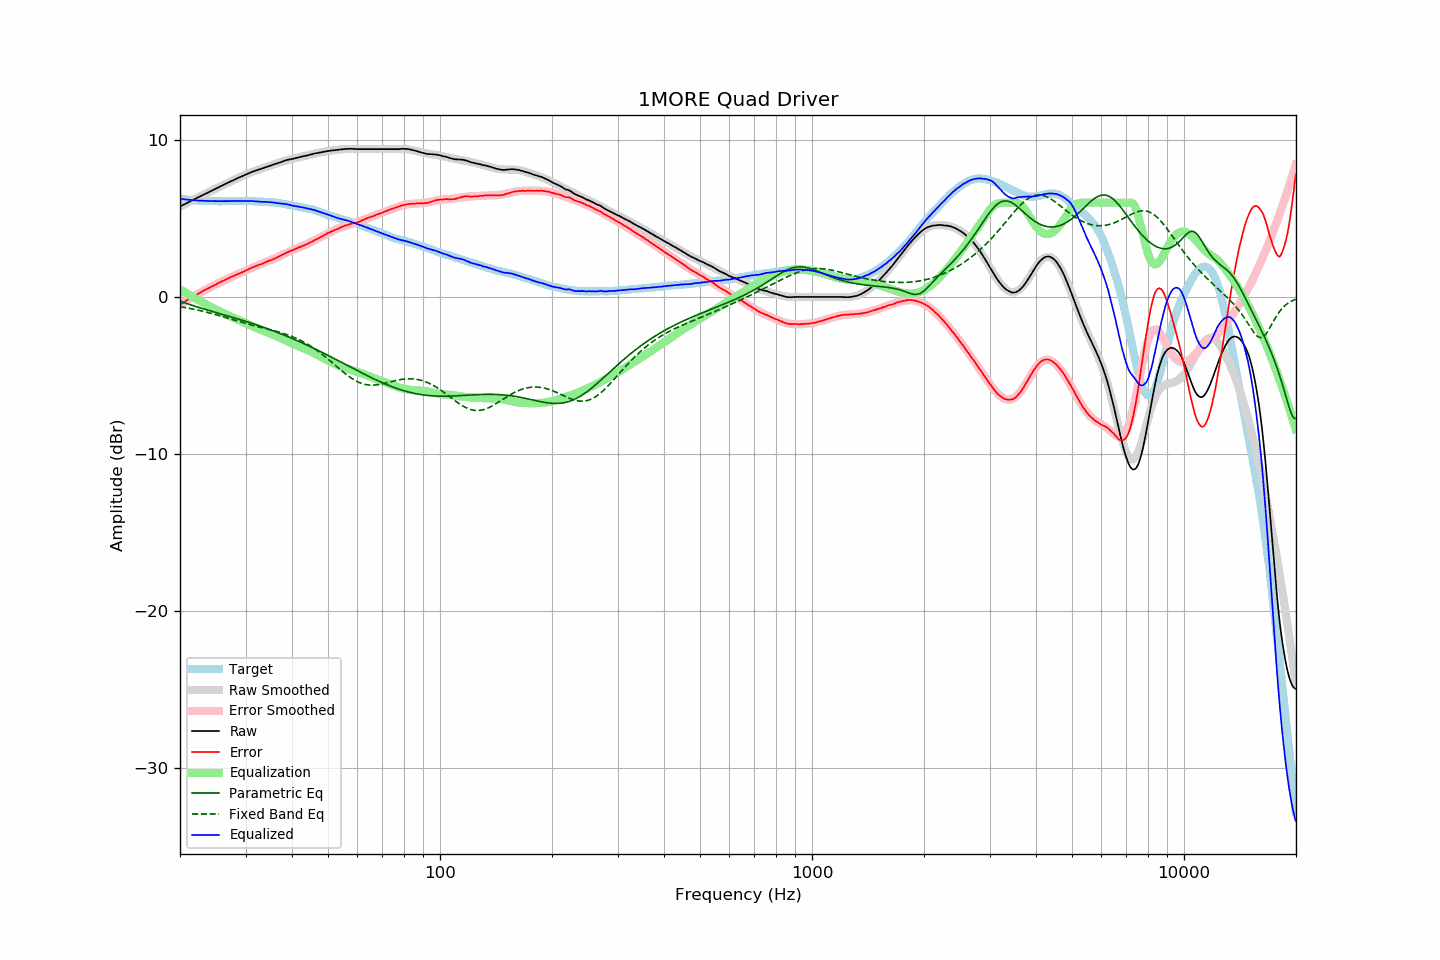 1MORE Quad Driver
10
0
−10
−20
−30
Amplitude (dBr)
Target
Raw Smoothed
Error Smoothed
Raw
Error
Equalization
Parametric Eq
Fixed Band Eq
Equalized
100
1000
10000
Frequency (Hz)